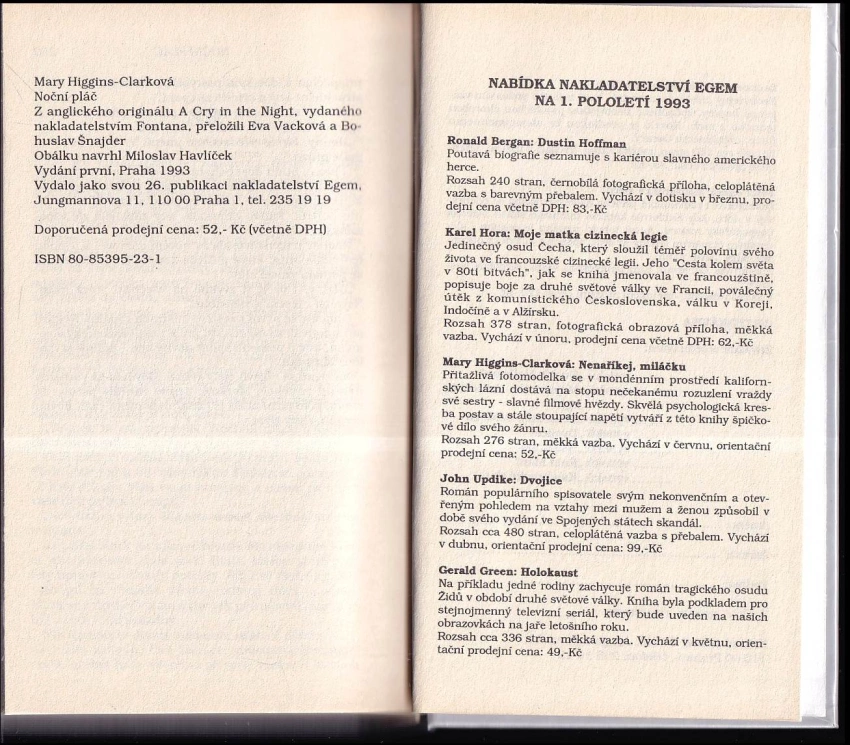 Mary Higgins-Clarková
Noční pláč
Z anglického originálu A Cry in the Night, vydaného
nakladatelstvím Fontana, přeložili Eva Vacková a Bo-
huslav Šnajder
Obálku navrhl Miloslav Havlíček
Vydání první, Praha 1993
Vydalo jako svou 26. publikaci nakladatelství Egem,
Jungmannova 11, 110 00 Praha 1, tel. 235 19 19
Doporučená prodejní cena: 52,- Kč (včetně DPH)
ISBN 80-85395-23-1
NABÍDKA NAKLADATELSTVÍ EGEM
NA 1. POLOLETÍ 1993
Ronald Bergan: Dustin Hoffman
Poutavá biografie seznamuje s kariérou slavného amerického
herce.
Rozsah 240 stran, černobílá fotografická příloha, celoplátěná
vazba s barevným přebalem. Vychází v dotisku v březnu, pro-
dejní cena včetně DPH: 83,-Kč
Karel Hora: Moje matka cizinecká legie
Jedinečný osud Čecha, který sloužil téměř polovinu svého
života ve francouzské cizinecké legii. Jeho "Cesta kolem světa
v 80ti bitvách", jak se kniha jmenovala ve francouzštině,
popisuje boje za druhé světové války ve Francii, poválečný
útěk z komunistického Československa, válku v Koreji,
Indočíně a v Alžírsku.
Rozsah 378 stran, fotografická obrazová příloha, měkká
vazba. Vychází v únoru, prodejní cena včetně DPH: 62,-Kč
Mary Higgins-Clarková: Nenaříkej, miláčku
Přitažlivá fotomodelka se v mondénním prostředí kaliforn-
ských lázní dostává na stopu nečekanému rozuzlení vraždy
své sestry - slavné filmové hvězdy. Skvělá psychologická kres-
ba postav a stále stoupající napětí vytváří z této knihy špičko-
vé dílo svého žánru.
Rozsah 276 stran, měkká vazba. Vychází v červnu, orientační
prodejní cena: 52,-Kč
John Updike: Dvojice
Román populárního spisovatele svým nekonvenčním a otev-
řeným pohledem na vztahy mezi mužem a ženou způsobil v
době svého vydání ve Spojených státech skandál.
Rozsah cca 480 stran, celoplátěná vazba s přebalem. Vychází
v dubnu, orientační prodejní cena: 99,-Kč
Gerald Green: Holokaust
Na příkladu jedné rodiny zachycuje román tragického osudu
Židů v období druhé světové války. Kniha byla podkladem pro
stejnojmenný televizní seriál, který bude uveden na našich
obrazovkách na jaře letošního roku.
Rozsah cca 336 stran, měkká vazba. Vychází v květnu, orien-
tační prodejní cena: 49,-Kč